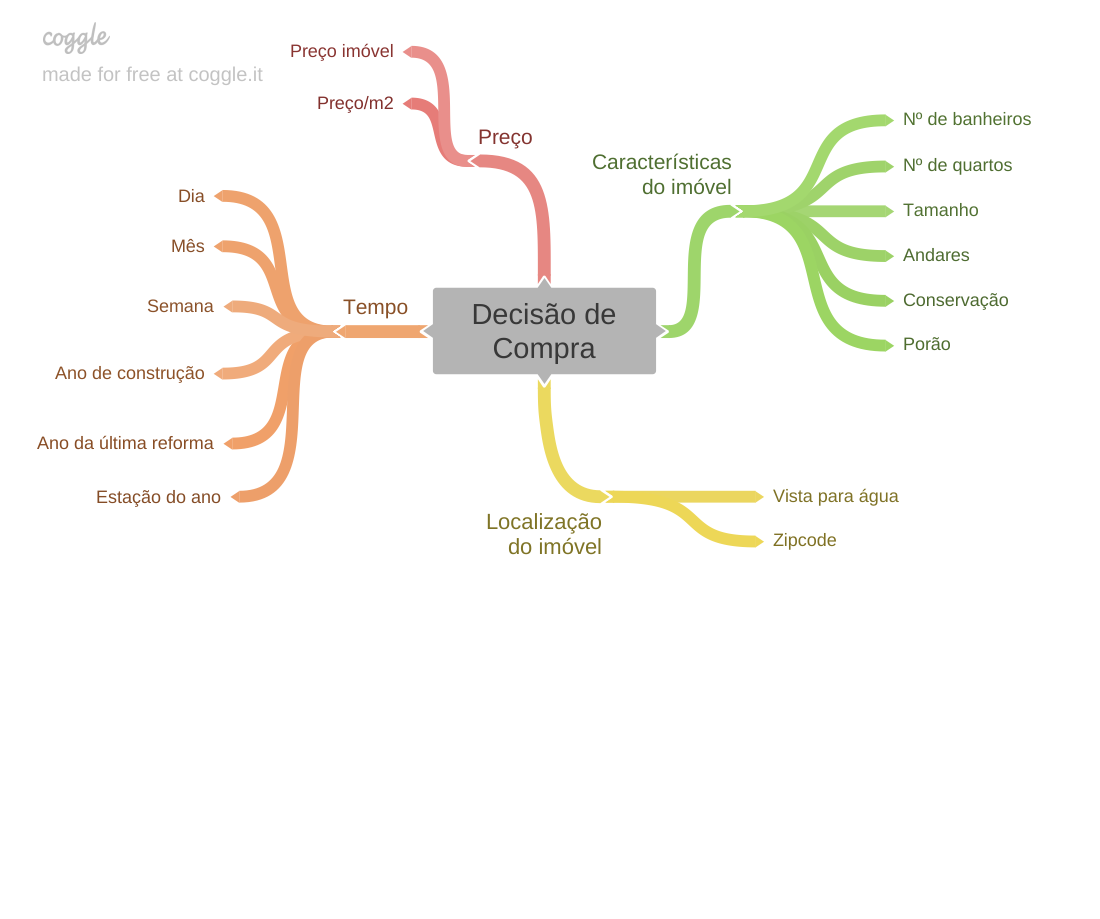 coggle
made for free at coggle.it
Preço imóvel
Preço/m2
Preço
Características
do imóvel
Nº de banheiros
Nº de quartos
Tamanho
Andares
Conservação
Porão
Dia
Mês
Semana
Tempo
Ano de construção
Ano da última reforma
Estação do ano
Decisão de
Compra
Localização
do imóvel
Vista para água
Zipcode